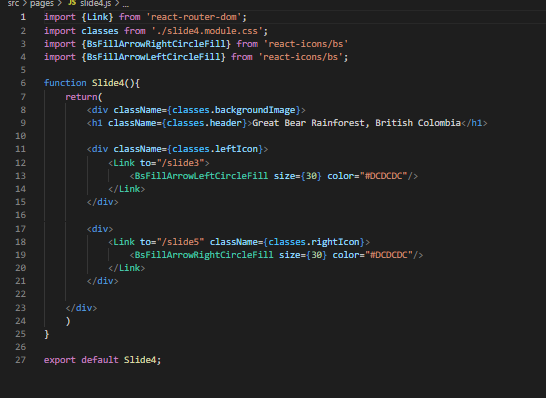 src > pages > JS slide4.js > ...
1 import {Link} from 'react-router-dom';
2 import classes from './slide4.module.css';
3 import {BsFillArrowRightCircleFill} from 'react-icons/bs'
4 import {BsFillArrowLeftCircleFill} from 'react-icons/bs';
5
6 function Slide4(){
7 return(
8 <div className={classes.backgroundImage}>
9 <h1 className={classes.header}>Great Bear Rainforest, British Colombia</h1>
10
11 <div className={classes.leftIcon}>
12 <Link to="/slide3">
13 <BsFillArrowLeftCircleFill size={30} color="#DCDCDC"/>
14 </Link>
15 </div>
16
17 <div>
18 <Link to="/slide5" className={classes.rightIcon}>
19 <BsFillArrowRightCircleFill size={30} color="#DCDCDC"/>
20 </Link>
21 </div>
22
23 </div>
24 )
25 }
26
27 export default Slide4;